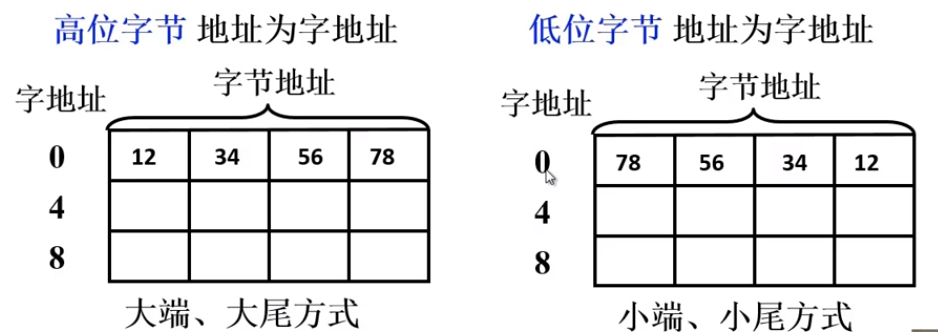 高位字节 地址为字地址
字地址
字节地址
0 12 34 56 78
4
8
大端、大尾方式
低位字节 地址为字地址
字地址
字节地址
0 78 56 34 12
4
8
小端、小尾方式